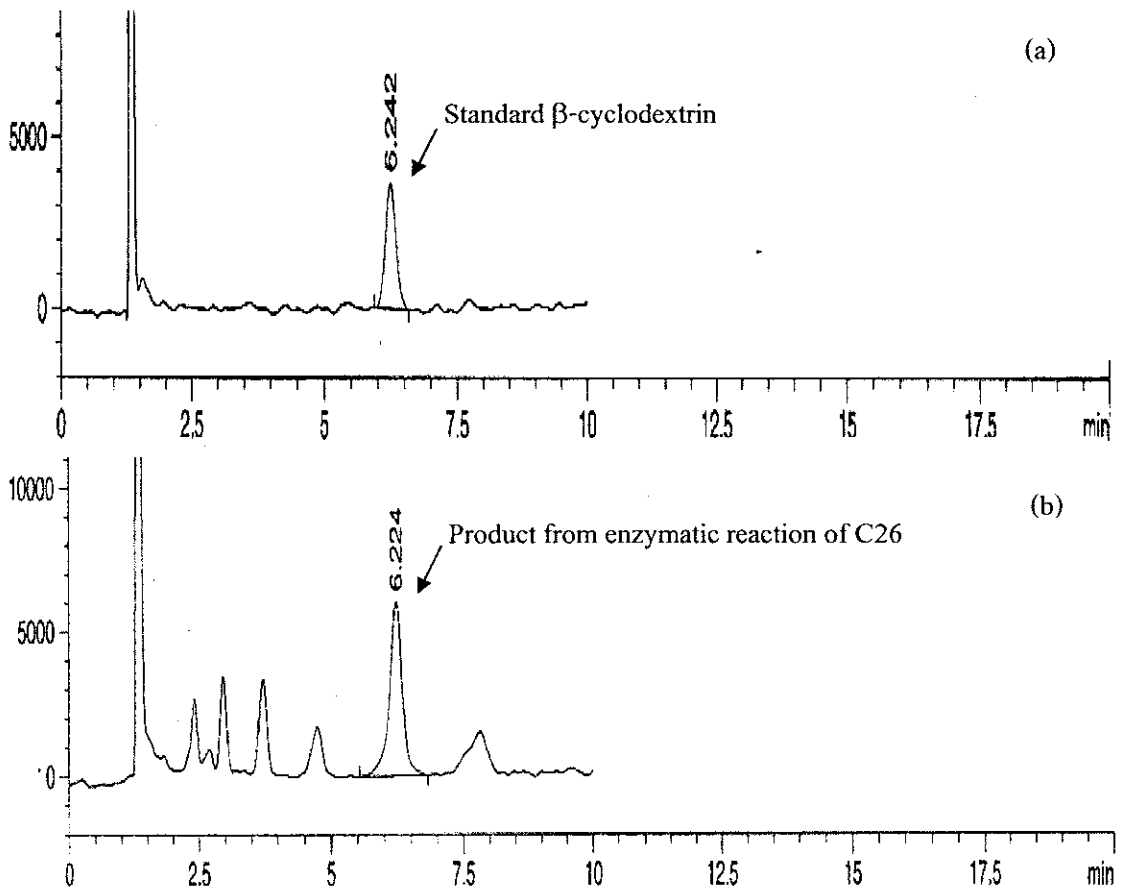 (a)
6.242
Standard β-cyclodextrin
5000
0
0 2.5 5 7.5 10 12.5 15 17.5 min
10000
(b)
6.224
Product from enzymatic reaction of C26
5000
0
0 2.5 5 7.5 10 12.5 15 17.5 min